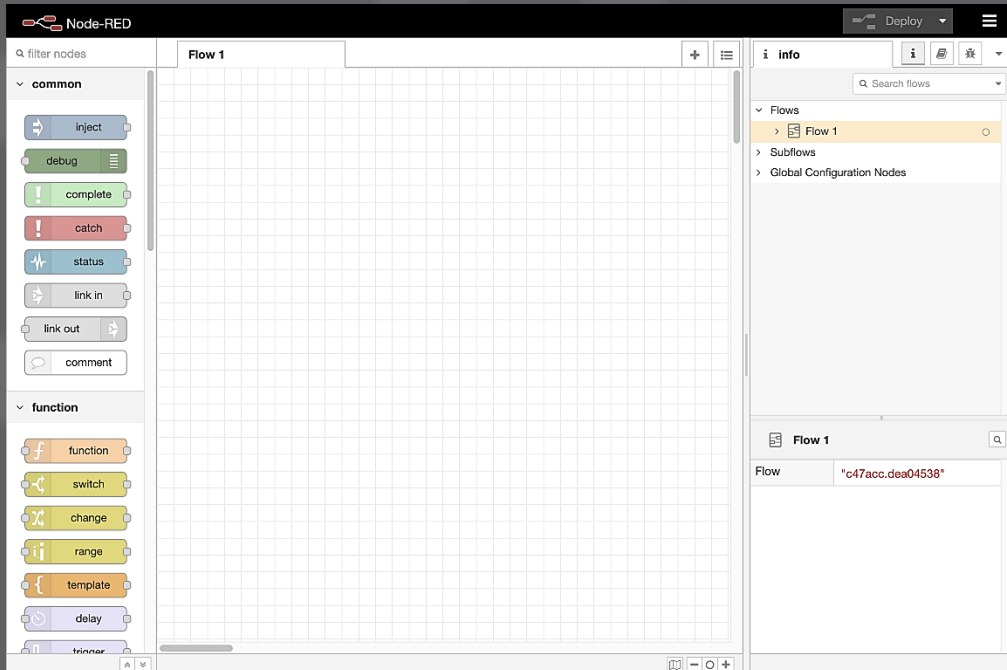 Node-RED
Deploy
filter nodes
Flow 1
info
i
Search flows
common
inject
debug
complete
catch
status
link in
link out
comment
function
function
switch
change
range
template
delay
trigger
Flows
Flow 1
Subflows
Global Configuration Nodes
Flow 1
Flow
"c47acc.dea04538"